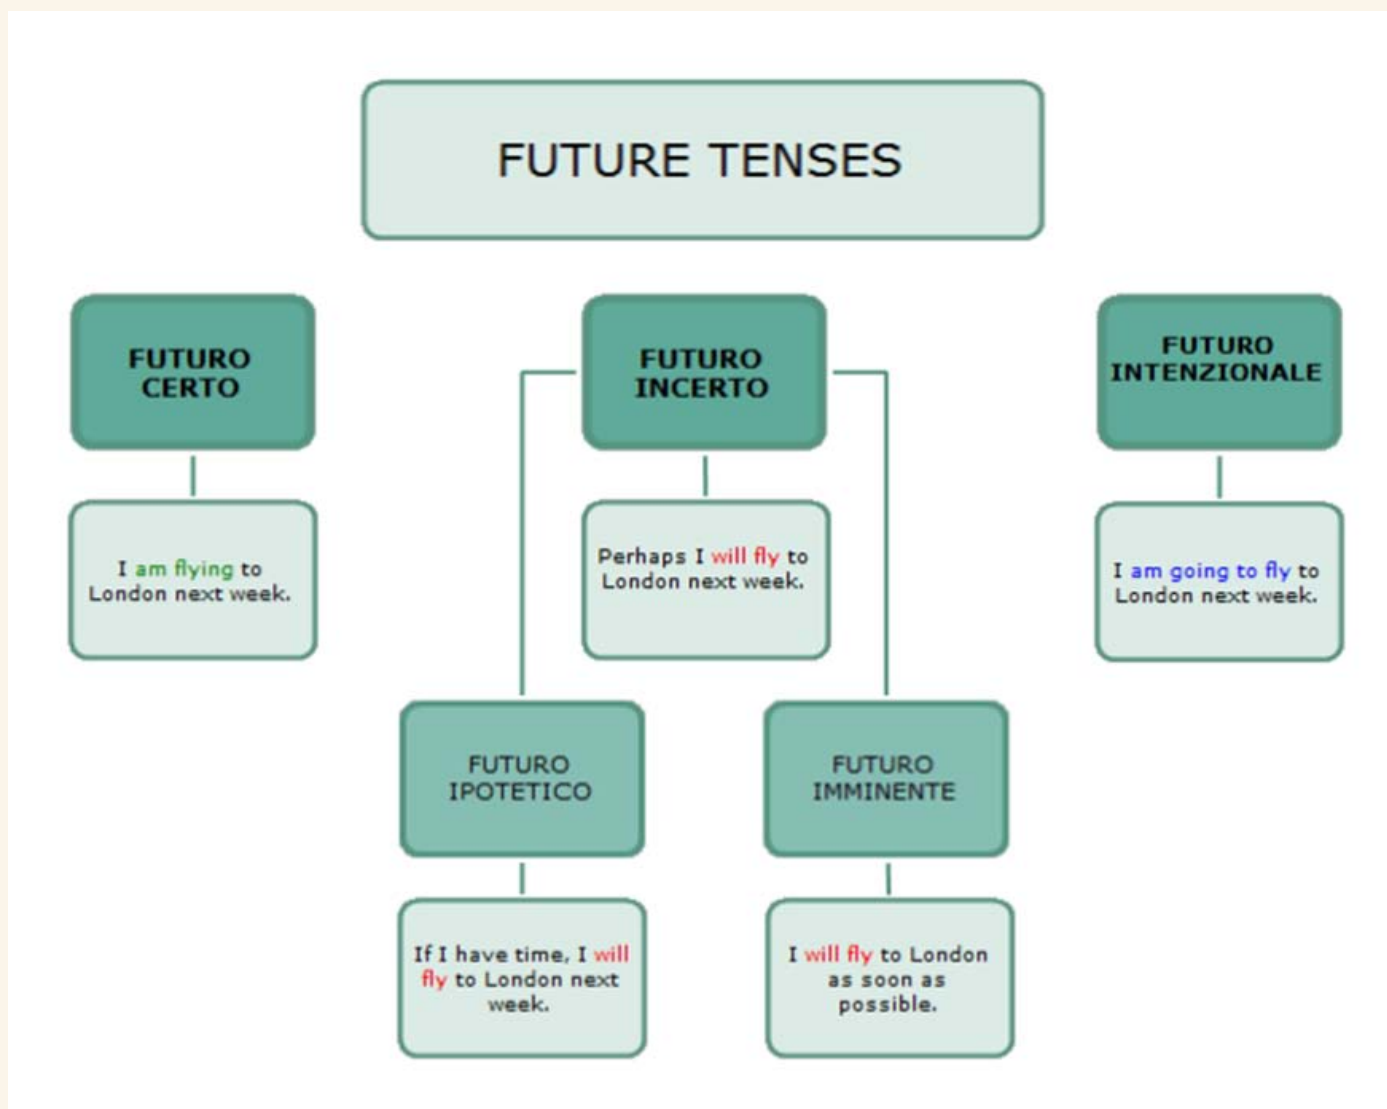 FUTURE TENSES
FUTURO
CERTO
FUTURO
INCERTO
FUTURO
INTENZIONALE
I am flying to
London next week.
Perhaps I will fly to
London next week.
I am going to fly to
London next week.
FUTURO
IPOTETICO
FUTURO
IMMINENTE
If I have time, I will
fly to London next
week.
I will fly to London
as soon as
possible.